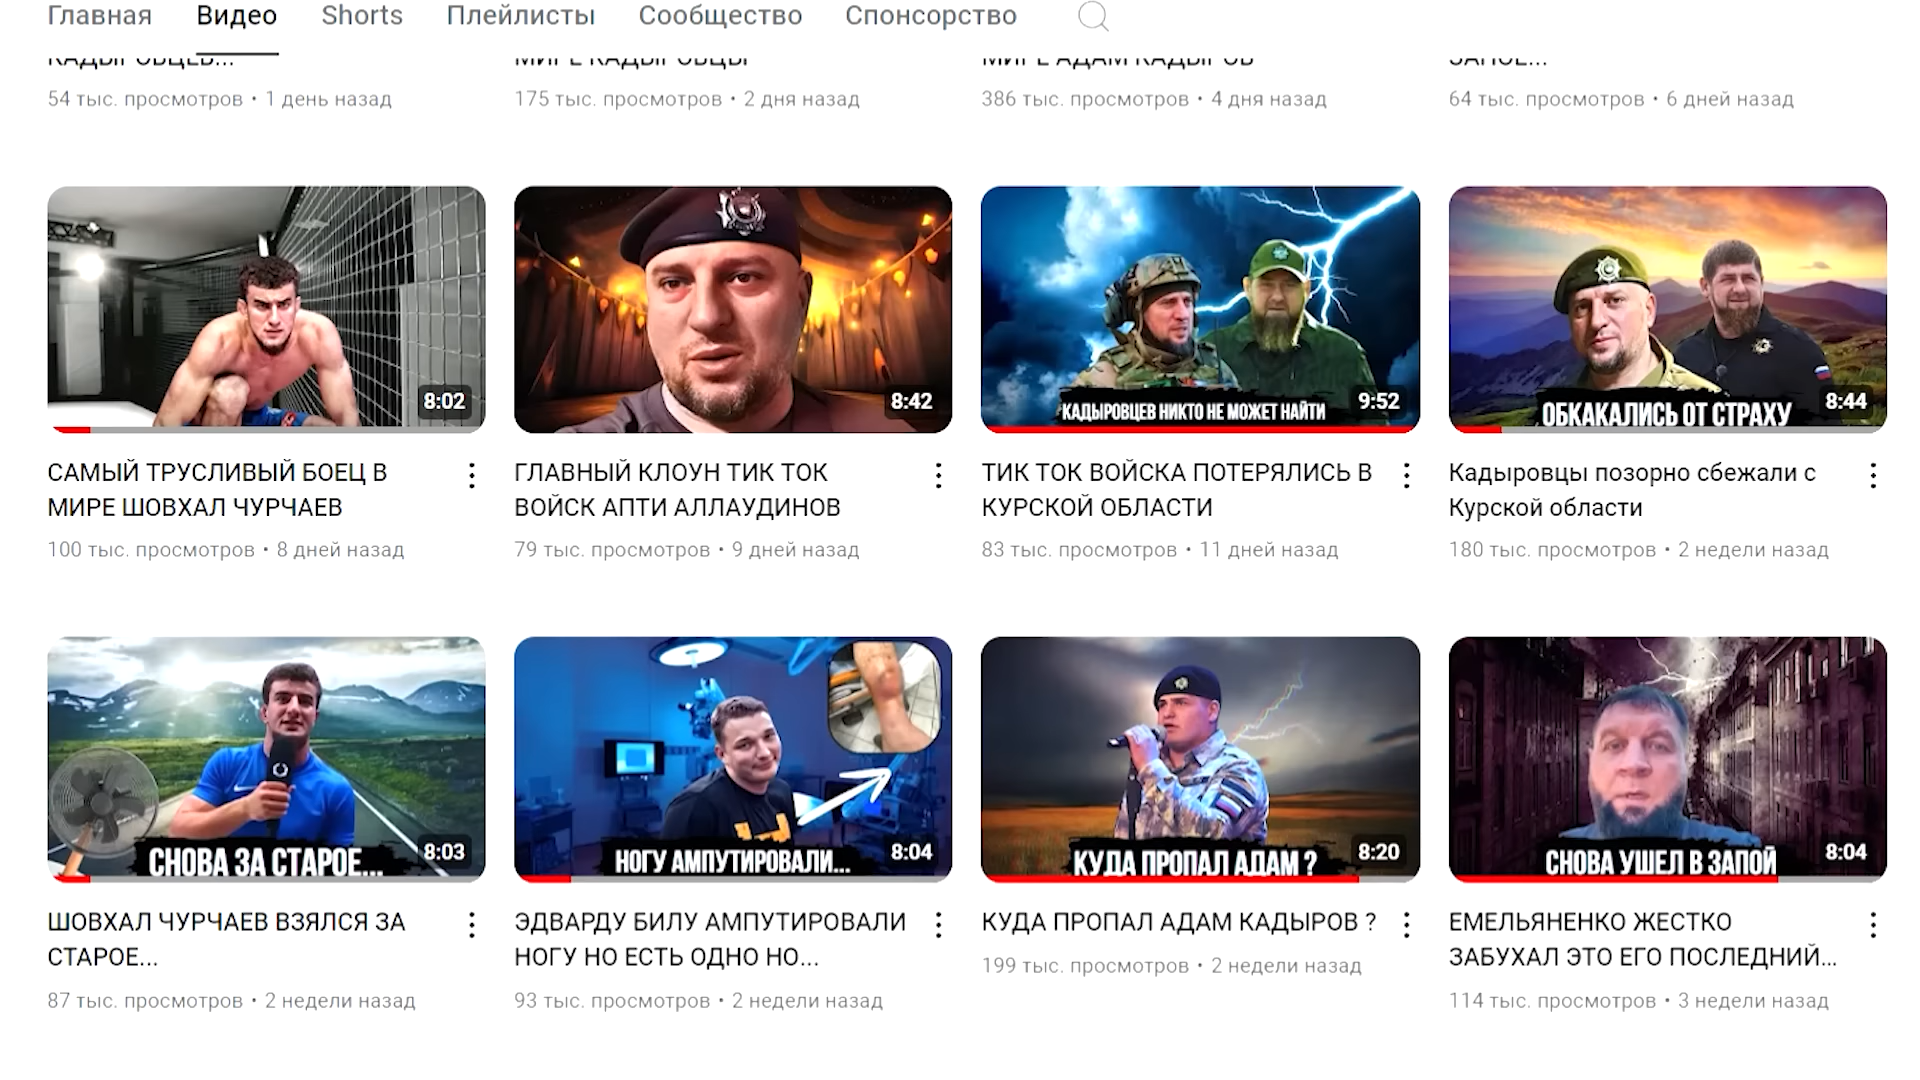 Главная Видео Shorts Плейлисты Сообщество Спонсорство
КАДЫРОВЦЕВ...
МИРЕ КАДЫРОВЦЫ
МИРЕ АДАМ КАДЫРОВ
ЗАПОЕ...
54 тыс. просмотров • 1 день назад
175 тыс. просмотров • 2 дня назад
386 тыс. просмотров • 4 дня назад
64 тыс. просмотров • 6 дней назад
8:02
8:42
КАДЫРОВЦЕВ НИКТО НЕ МОЖЕТ НАЙТИ
9:52
ОБКАКАЛИСЬ ОТ СТРАХУ
8:44
САМЫЙ ТРУСЛИВЫЙ БОЕЦ В
МИРЕ ШОВХАЛ ЧУРЧАЕВ
100 тыс. просмотров • 8 дней назад
ГЛАВНЫЙ КЛОУН ТИК ТОК
ВОЙСК АПТИ АЛЛАУДИНОВ
79 тыс. просмотров • 9 дней назад
ТИК ТОК ВОЙСКА ПОТЕРЯЛИСЬ В
КУРСКОЙ ОБЛАСТИ
83 тыс. просмотров • 11 дней назад
Кадыровцы позорно сбежали с
Курской области
180 тыс. просмотров • 2 недели назад
СНОВА ЗА СТАРОЕ...
8:03
НОГУ АМПУТИРОВАЛИ...
8:04
КУДА ПРОПАЛ АДАМ ?
8:20
СНОВА УШЕЛ В ЗАПОЙ
8:04
ШОВХАЛ ЧУРЧАЕВ ВЗЯЛСЯ ЗА
СТАРОЕ...
87 тыс. просмотров • 2 недели назад
ЭДВАРДУ БИЛУ АМПУТИРОВАЛИ
НОГУ НО ЕСТЬ ОДНО НО...
93 тыс. просмотров • 2 недели назад
КУДА ПРОПАЛ АДАМ КАДЫРОВ ?
199 тыс. просмотров • 2 недели назад
ЕМЕЛЬЯНЕНКО ЖЕСТКО
ЗАБУХАЛ ЭТО ЕГО ПОСЛЕДНИЙ...
114 тыс. просмотров • 3 недели назад